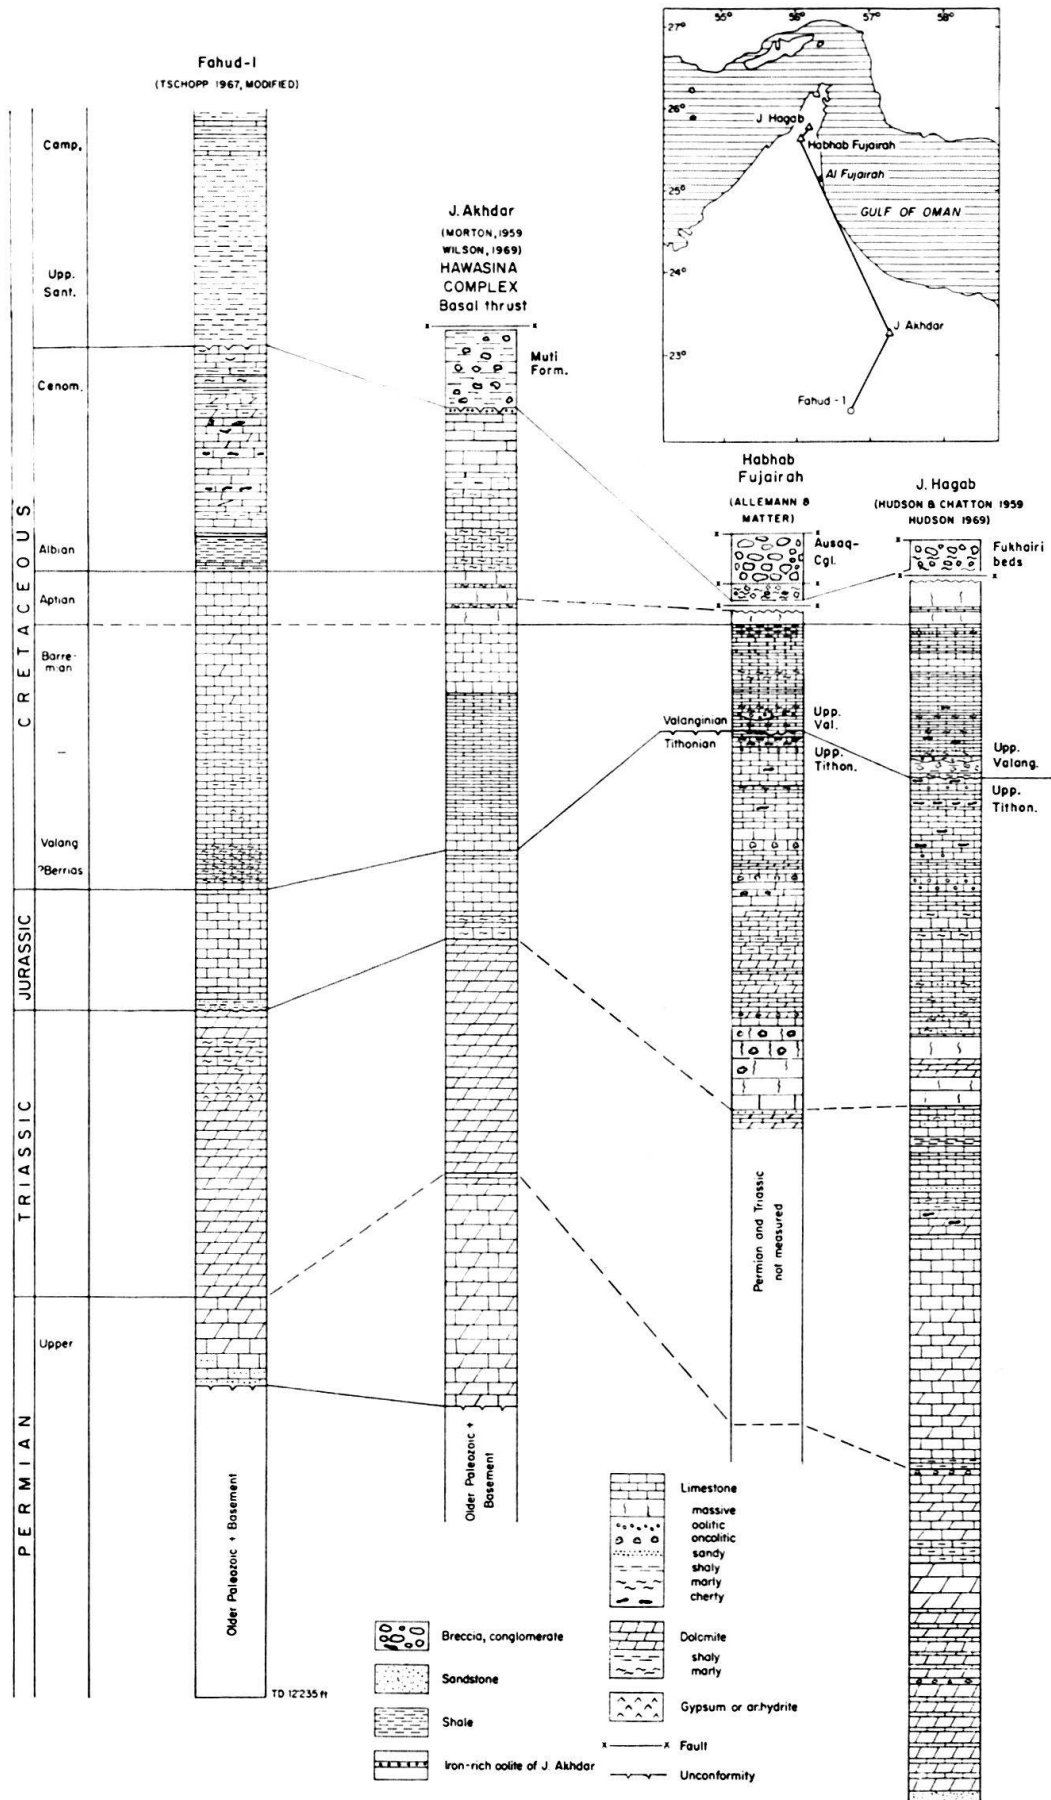 Fahud-1
(TSCHOPP 1967, MODIFIED)
Camp.
Upp.
Sant.
Cenom.
Albian
Aptian
Barre-
mian
–
Valang
?Berrias
Upper
CRETACEOUS
JURASSIC
TRIASSIC
PERMIAN
Older Paleozoic + Basement
TD 12'235 ft
J. Akhdar
(MORTON, 1959
WILSON, 1969)
HAWASINA
COMPLEX
Basal thrust
Muti
Form.
Older Paleozoic +
Basement
27°
26°
25°
24°
23°
55°
56°
57°
58°
J. Hagab
Habhab Fujairah
Al Fujairah
GULF OF OMAN
J. Akhdar
Fahud-1
Habhab
Fujairah
(ALLEMANN &
MATTER)
Ausaq-
Cgl.
Valanginian
Tithonian
Upp.
Val.
Upp.
Tithon.
Permian and Triassic
not measured
J. Hagab
(HUDSON & CHATTON 1959
HUDSON 1969)
Fukhairi
beds
Upp.
Valang.
Upp.
Tithon.
Breccia, conglomerate
Sandstone
Shale
Iron-rich oolite of J. Akhdar
Limestone
massive
oolitic
oncolitic
sandy
shaly
marly
cherty
Dolomite
shaly
marly
Gypsum or anhydrite
x x Fault
Unconformity